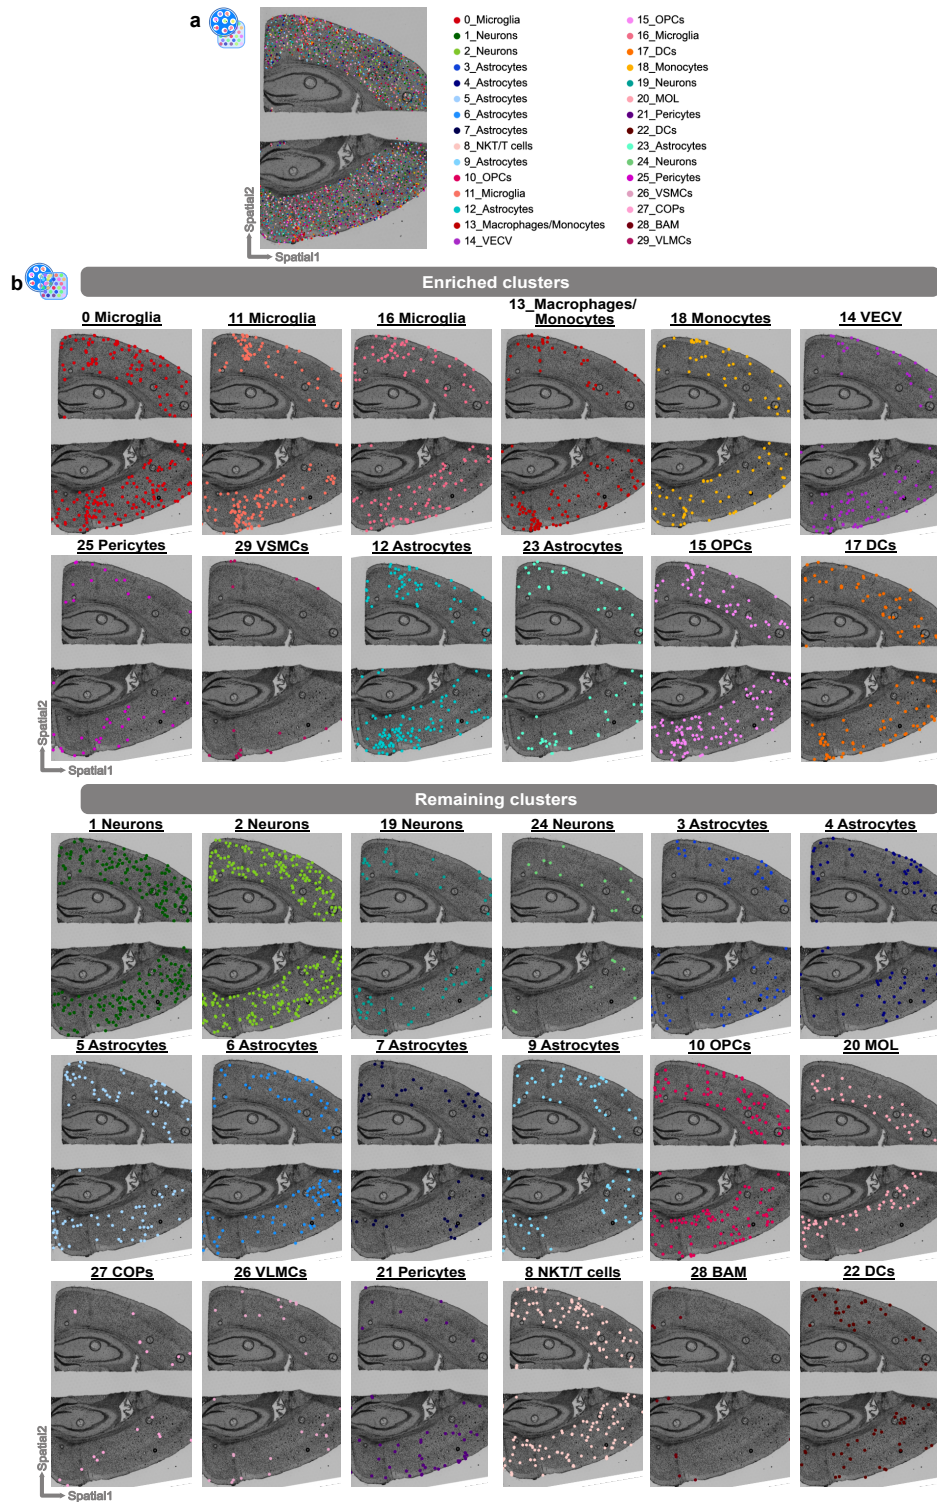 a
0_Microglia
1_Neurons
2_Neurons
3_Astrocytes
4_Astrocytes
5_Astrocytes
6_Astrocytes
7_Astrocytes
8_NKT/T cells
9_Astrocytes
10_OPCs
11_Microglia
12_Astrocytes
13_Macrophages/Monocytes
14_VECV
15_OPCs
16_Microglia
17_DCs
18_Monocytes
19_Neurons
20_MOL
21_Pericytes
22_DCs
23_Astrocytes
24_Neurons
25_Pericytes
26_VSMCs
27_COPs
28_BAM
29_VLMCs
Spatial2
Spatial1
b
Enriched clusters
0 Microglia
11 Microglia
16 Microglia
13_Macrophages/
Monocytes
18 Monocytes
14 VECV
25 Pericytes
29 VSMCs
12 Astrocytes
23 Astrocytes
15 OPCs
17 DCs
Spatial2
Spatial1
Remaining clusters
1 Neurons
2 Neurons
19 Neurons
24 Neurons
3 Astrocytes
4 Astrocytes
5 Astrocytes
6 Astrocytes
7 Astrocytes
9 Astrocytes
10 OPCs
20 MOL
27 COPs
26 VLMCs
21 Pericytes
8 NKT/T cells
28 BAM
22 DCs
Spatial2
Spatial1